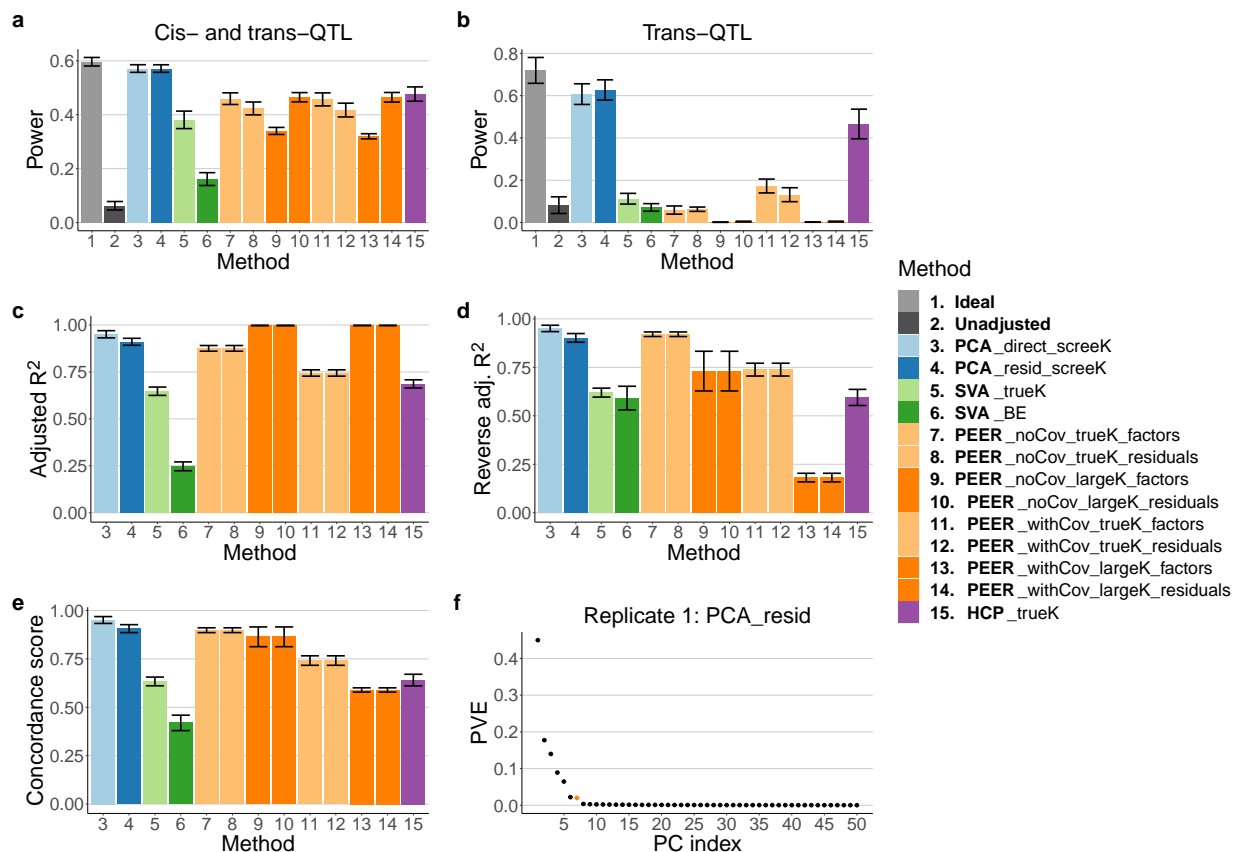 a
Cis− and trans−QTL
0.6
0.4
0.2
0.0
Power
1 2 3 4 5 6 7 8 9 10 11 12 13 14 15
Method
b
Trans−QTL
0.8
0.6
0.4
0.2
0.0
Power
1 2 3 4 5 6 7 8 9 10 11 12 13 14 15
Method
c
1.00
0.75
0.50
0.25
0.00
Adjusted R2
3 4 5 6 7 8 9 10 11 12 13 14 15
Method
d
1.00
0.75
0.50
0.25
0.00
Reverse adj. R2
3 4 5 6 7 8 9 10 11 12 13 14 15
Method
e
1.00
0.75
0.50
0.25
0.00
Concordance score
3 4 5 6 7 8 9 10 11 12 13 14 15
Method
f
Replicate 1: PCA_resid
0.4
0.3
0.2
0.1
0.0
PVE
5 10 15 20 25 30 35 40 45 50
PC index
Method
1. Ideal
2. Unadjusted
3. PCA_direct_screeK
4. PCA_resid_screeK
5. SVA_trueK
6. SVA_BE
7. PEER_noCov_trueK_factors
8. PEER_noCov_trueK_residuals
9. PEER_noCov_largeK_factors
10. PEER_noCov_largeK_residuals
11. PEER_withCov_trueK_factors
12. PEER_withCov_trueK_residuals
13. PEER_withCov_largeK_factors
14. PEER_withCov_largeK_residuals
15. HCP_trueK